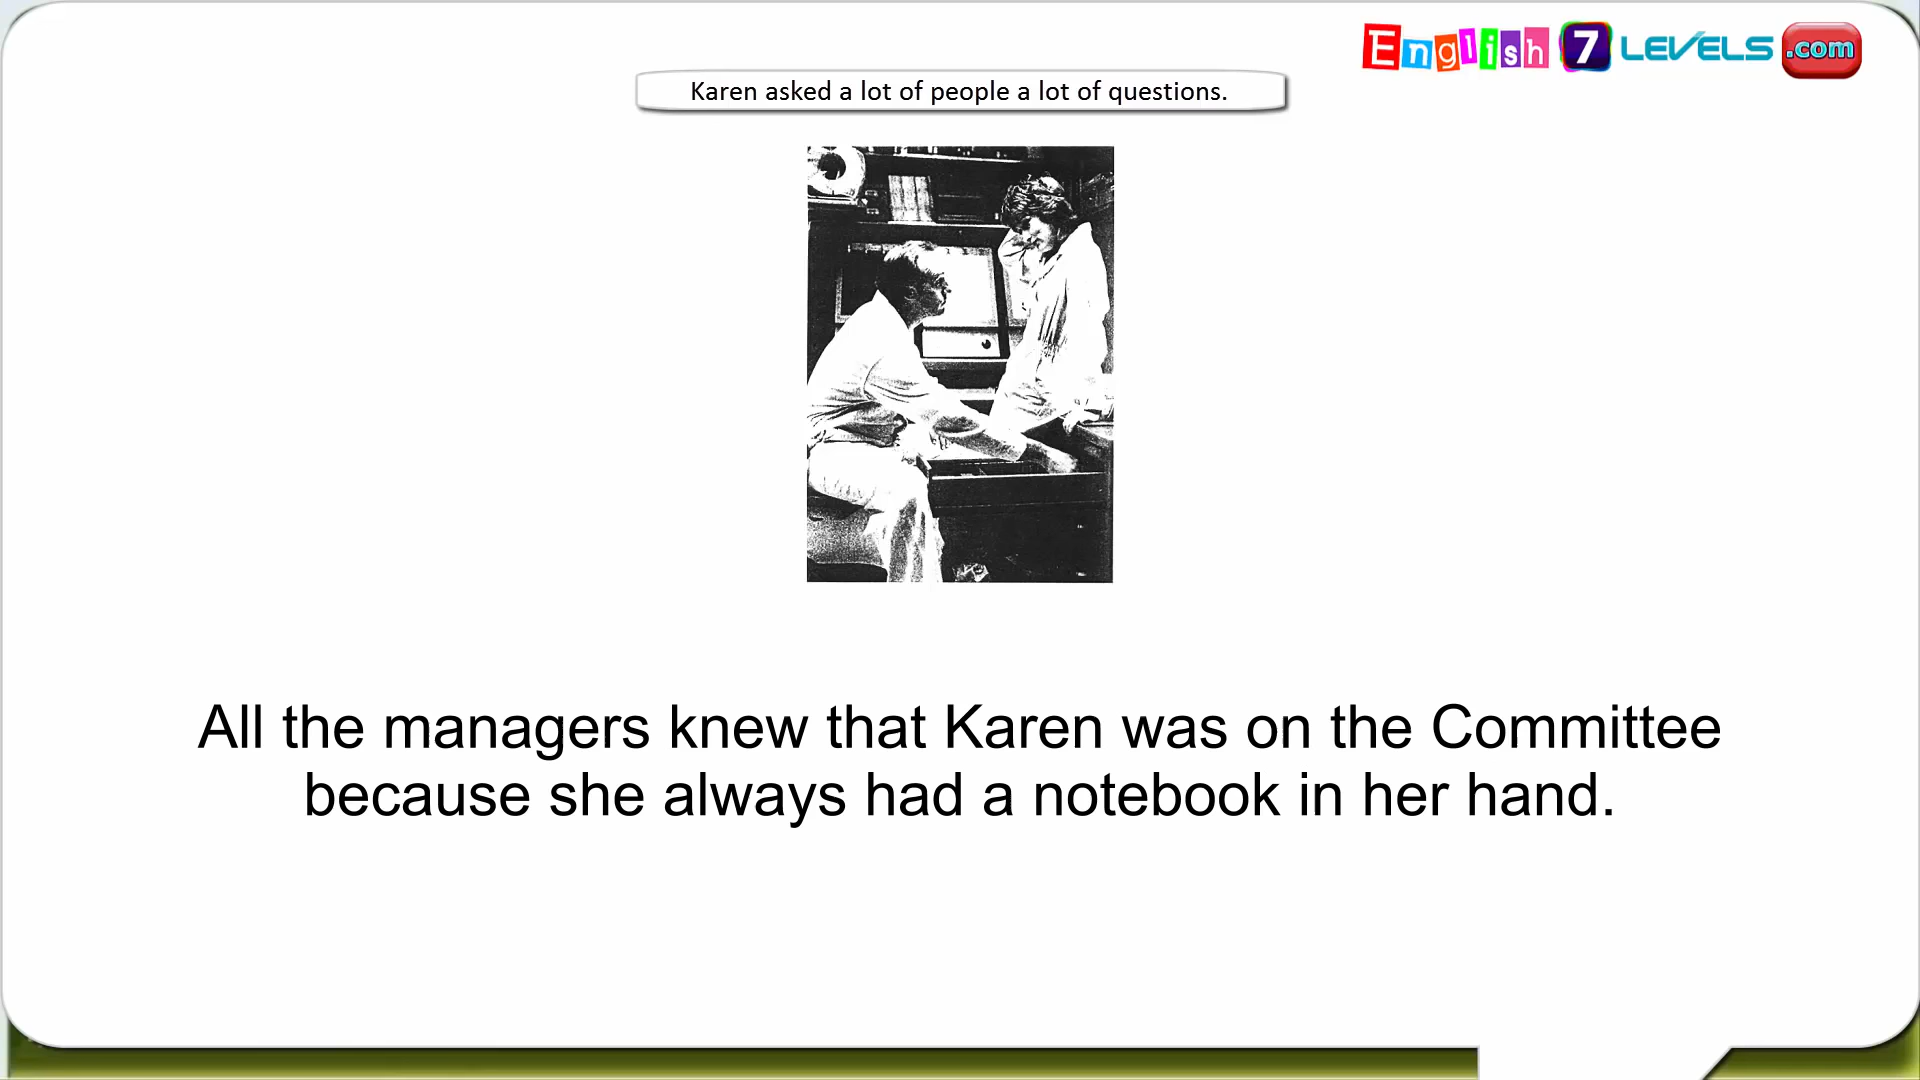 English 7 LEVELS .com
Karen asked a lot of people a lot of questions.
All the managers knew that Karen was on the Committee
because she always had a notebook in her hand.